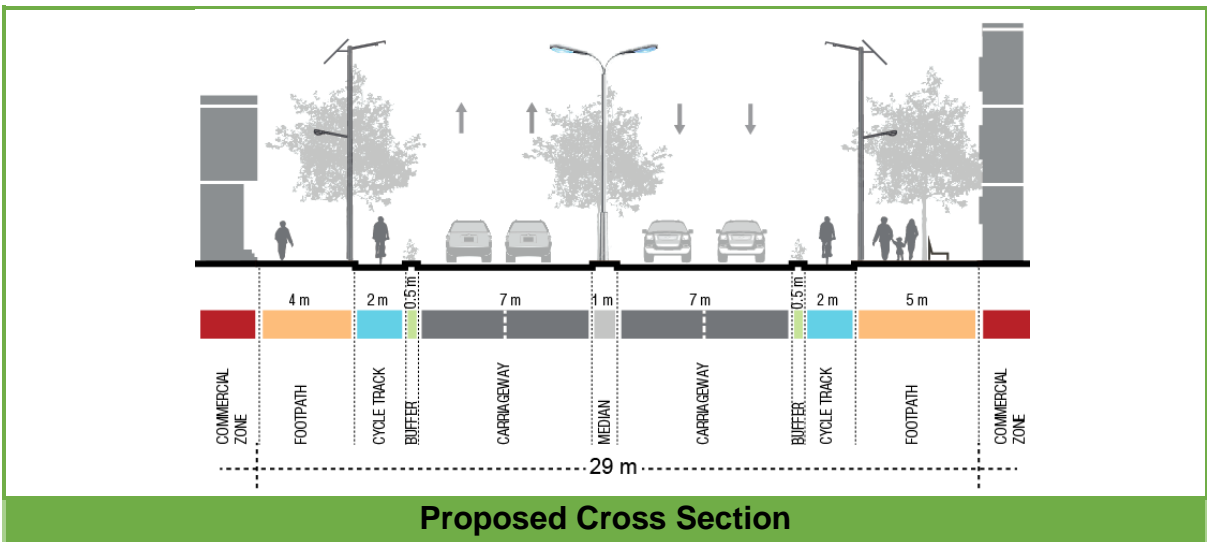 4 m
2 m
0.5 m
7 m
1 m
7 m
0.5 m
2 m
5 m
COMMERCIAL
ZONE
FOOTPATH
CYCLE TRACK
BUFFER
CARRIAGEWAY
MEDIAN
CARRIAGEWAY
BUFFER
CYCLE TRACK
FOOTPATH
COMMERCIAL
ZONE
29 m
Proposed Cross Section